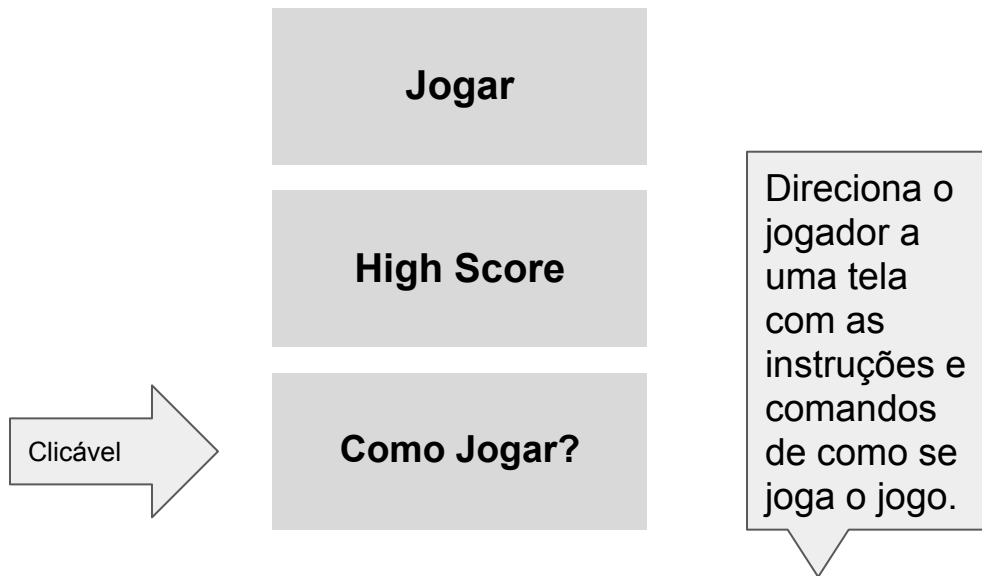 Jogar
High Score
Clicável
Como Jogar?
Direciona o
jogador a
uma tela
com as
instruções e
comandos
de como se
joga o jogo.